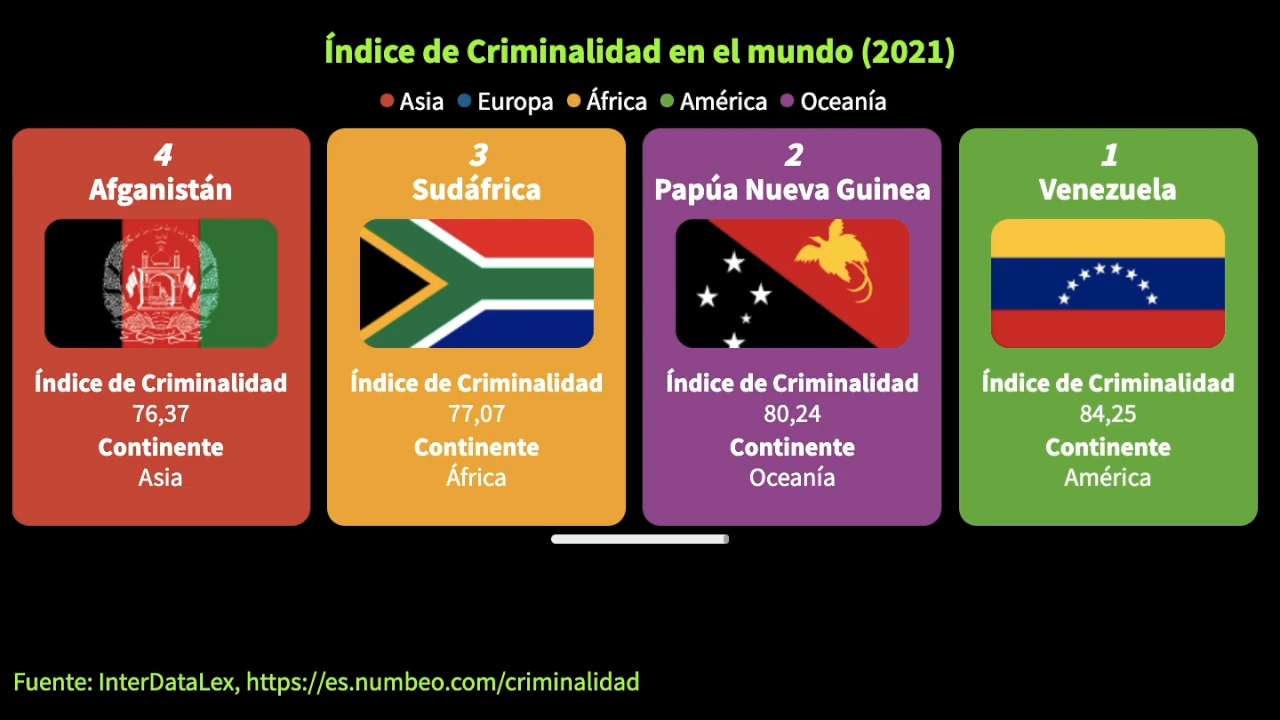 Índice de Criminalidad en el mundo (2021)
Asia Europa África América Oceanía
4
Afganistán
Índice de Criminalidad
76,37
Continente
Asia
3
Sudáfrica
Índice de Criminalidad
77,07
Continente
África
2
Papúa Nueva Guinea
Índice de Criminalidad
80,24
Continente
Oceanía
1
Venezuela
Índice de Criminalidad
84,25
Continente
América
Fuente: InterDataLex, https://es.numbeo.com/criminalidad